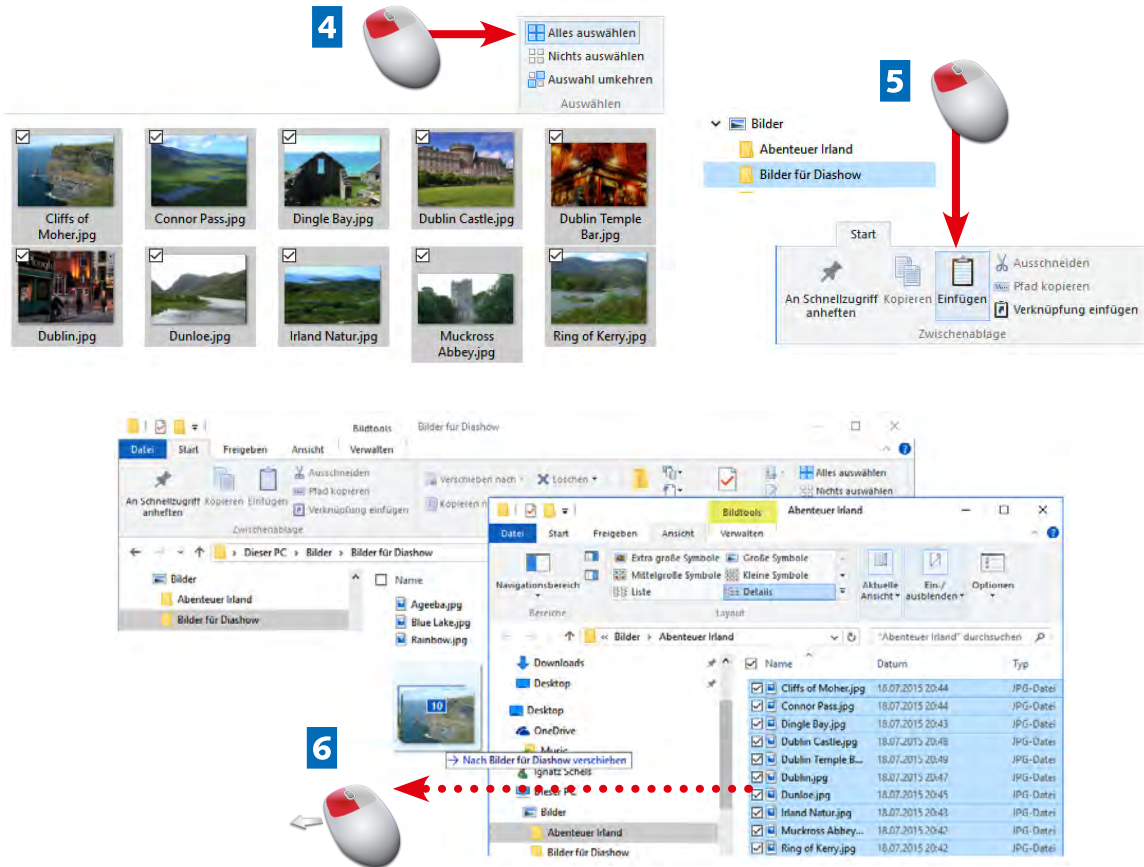 4
Alles auswählen
Nichts auswählen
Auswahl umkehren
Auswählen
Cliffs of Moher.jpg
Connor Pass.jpg
Dingle Bay.jpg
Dublin Castle.jpg
Dublin Temple Bar.jpg
Dublin.jpg
Dunloe.jpg
Irland Natur.jpg
Muckross Abbey.jpg
Ring of Kerry.jpg
5
Bilder
Abenteuer Irland
Bilder für Diashow
Start
An Schnellzugriff anheften
Kopieren
Einfügen
Ausschneiden
Pfad kopieren
Verknüpfung einfügen
Zwischenablage
Bildtools
Bilder für Diashow
Datei Start Freigeben Ansicht Verwalten
An Schnellzugriff anheften
Kopieren
Einfügen
Ausschneiden
Pfad kopieren
Verknüpfung einfügen
Zwischenablage
Verschieben nach
Löschen
Kopieren n
Alles auswählen
Nichts auswählen
Dieser PC > Bilder > Bilder für Diashow
Bilder
Abenteuer Irland
Bilder für Diashow
Name
Ageeba.jpg
Blue Lake.jpg
Rainbow.jpg
10
Nach Bilder für Diashow verschieben
6
Bildtools
Abenteuer Irland
Datei Start Freigeben Ansicht Verwalten
Navigationsbereich
Bereiche
Extra große Symbole
Große Symbole
Mittelgroße Symbole
Kleine Symbole
Liste
Details
Layout
Aktuelle Ansicht
Ein-/ausblenden
Optionen
« Bilder > Abenteuer Irland
"Abenteuer Irland" durchsuchen
Downloads
Desktop
Desktop
OneDrive
Music
Ignatz Schels
Dieser PC
Bilder
Abenteuer Irland
Bilder für Diashow
Name Datum Typ
Cliffs of Moher.jpg 18.07.2015 20:44 JPG-Datei
Connor Pass.jpg 18.07.2015 20:44 JPG-Datei
Dingle Bay.jpg 18.07.2015 20:43 JPG-Datei
Dublin Castle.jpg 18.07.2015 20:48 JPG-Datei
Dublin Temple B... 18.07.2015 20:49 JPG-Datei
Dublin.jpg 18.07.2015 20:47 JPG-Datei
Dunloe.jpg 18.07.2015 20:45 JPG-Datei
Irland Natur.jpg 18.07.2015 20:43 JPG-Datei
Muckross Abbey... 18.07.2015 20:42 JPG-Datei
Ring of Kerry.jpg 18.07.2015 20:42 JPG-Datei